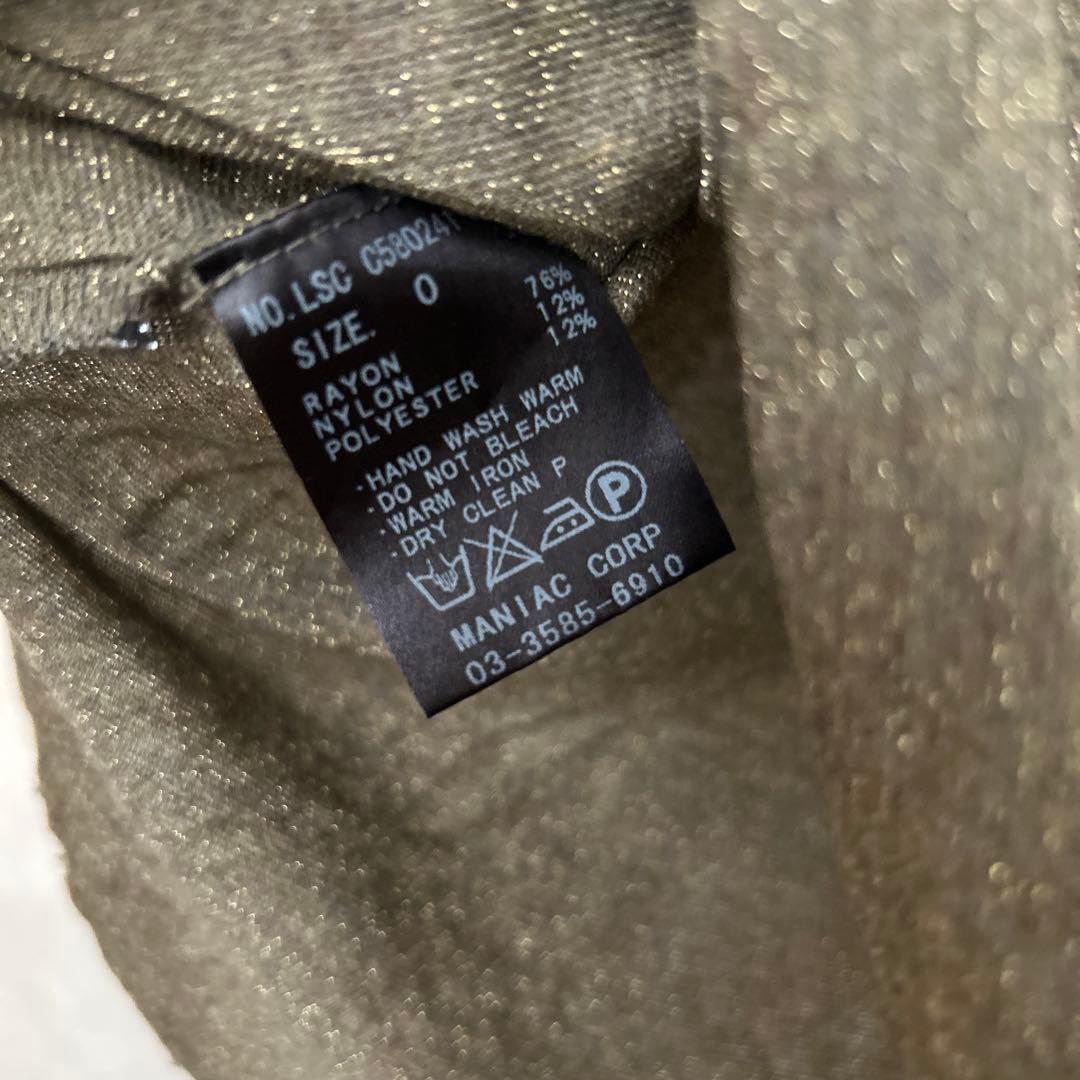 NO. LSC C580241
SIZE. 0
RAYON 76%
NYLON 12%
POLYESTER 12%
·HAND WASH WARM
·DO NOT BLEACH
·WARM IRON
·DRY CLEAN P
P
MANIAC CORP
03-3585-6910